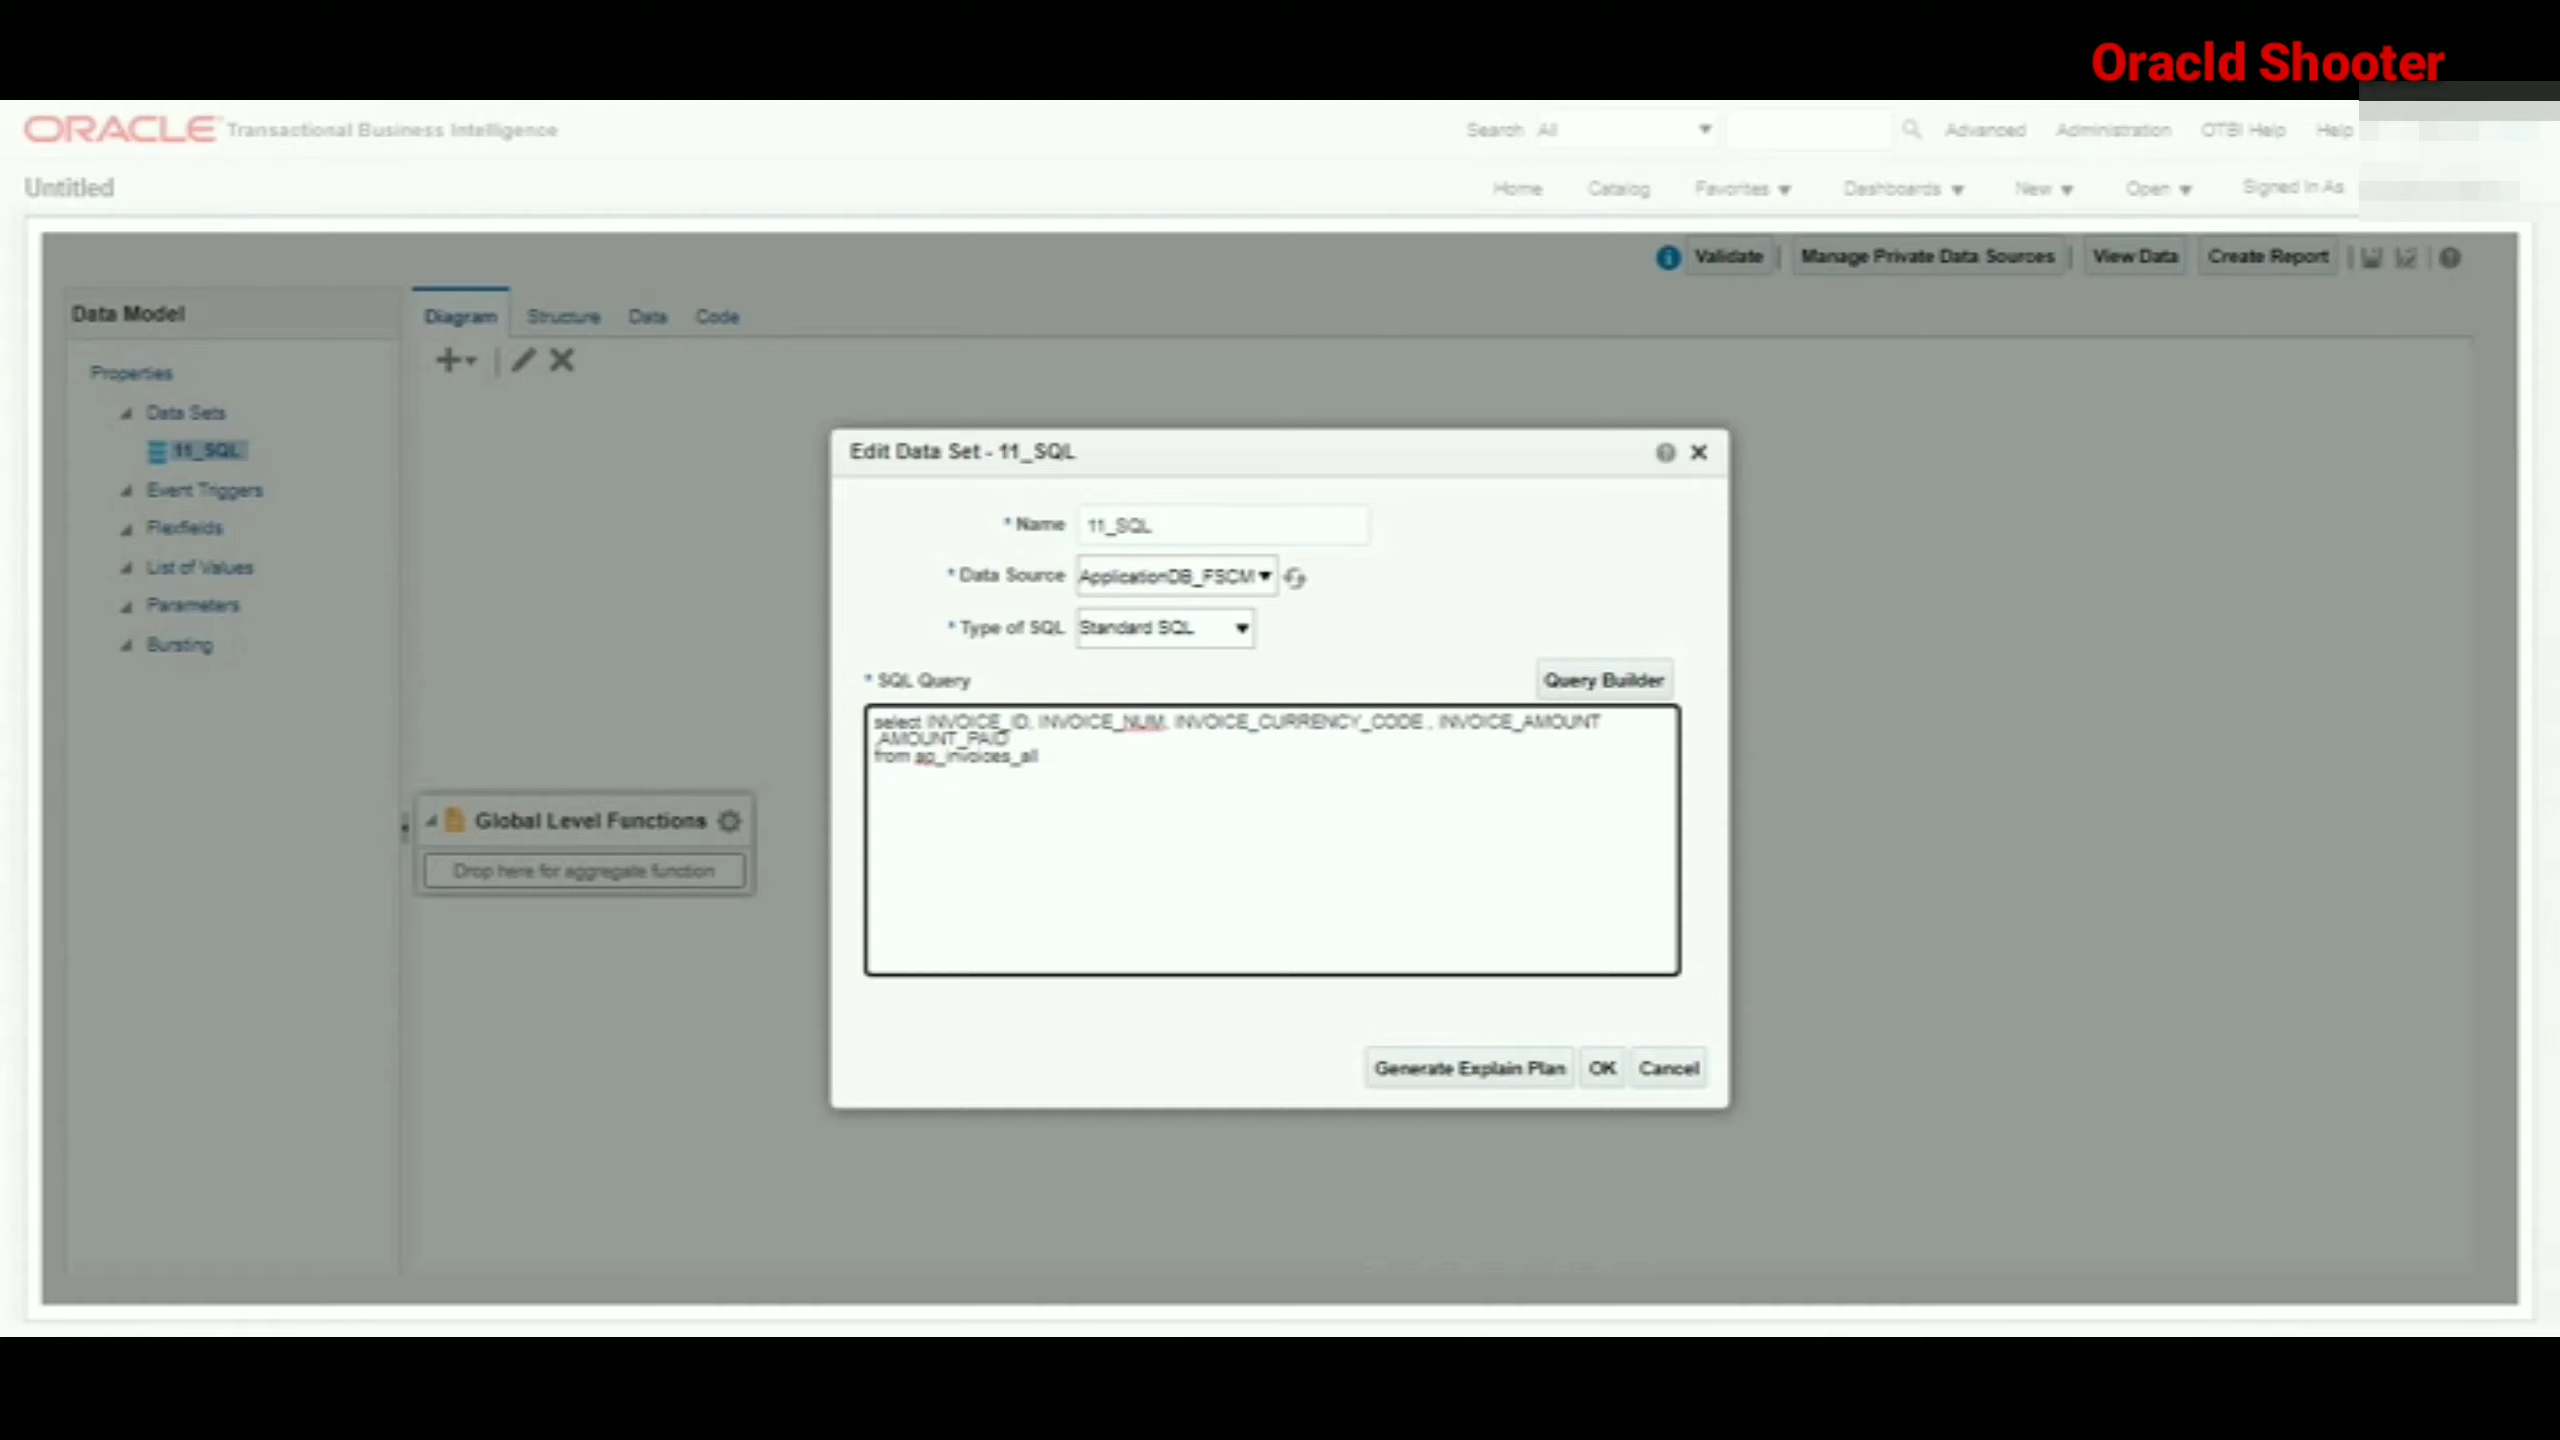 Oracld Shooter
ORACLE Transactional Business Intelligence
Search All Advanced Administration OTBI Help Help
Untitled
Home Catalog Favorites Dashboards New Open Signed In As
Validate Manage Private Data Sources View Data Create Report
Data Model
Diagram Structure Data Code
Properties
Data Sets
11_SQL
Event Triggers
Flexfields
List of Values
Parameters
Bursting
Global Level Functions
Drop here for aggregate function
Edit Data Set - 11_SQL
* Name 11_SQL
* Data Source ApplicationDB_FSCM
* Type of SQL Standard SQL
* SQL Query Query Builder
select INVOICE_ID, INVOICE_NUM, INVOICE_CURRENCY_CODE , INVOICE_AMOUNT
,AMOUNT_PAID
from ap_invoices_all
Generate Explain Plan OK Cancel